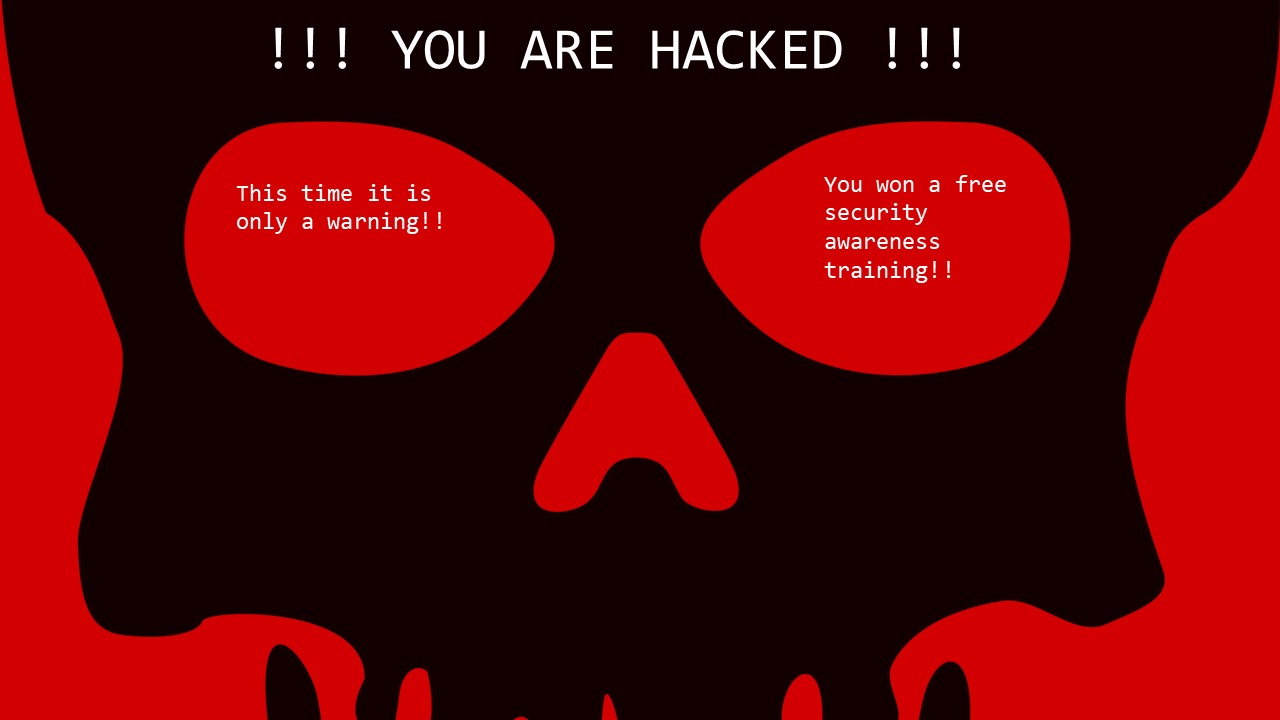 !!! YOU ARE HACKED !!!
This time it is
only a warning!!
You won a free
security
awareness
training!!